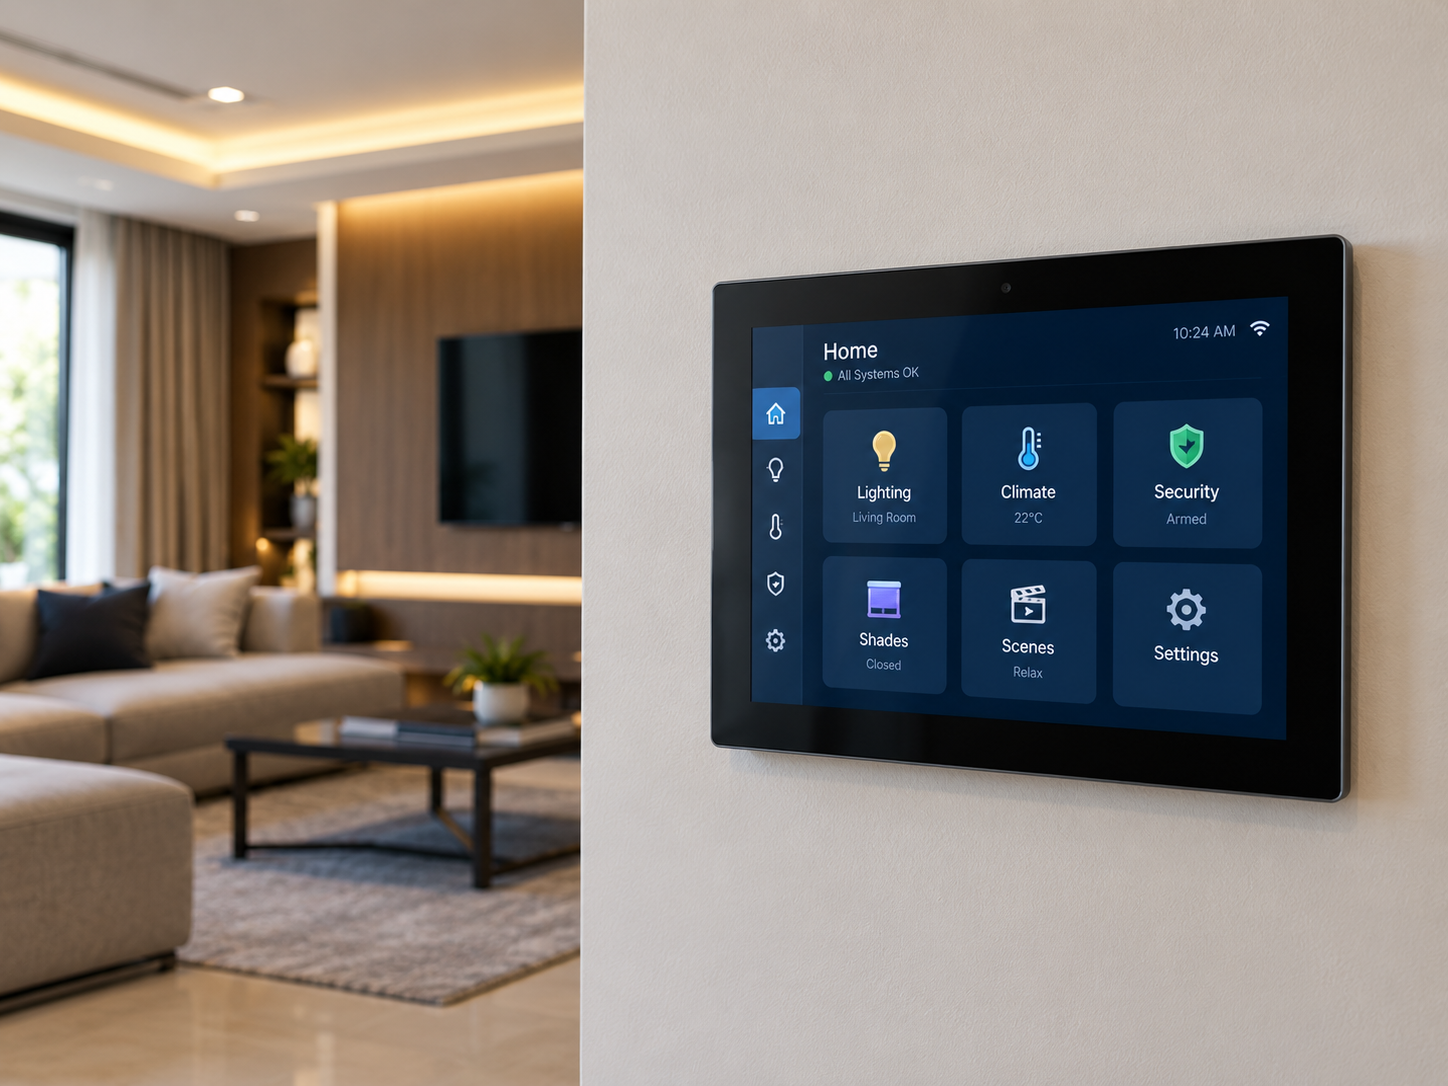 10:24 AM
Home
All Systems OK
Lighting
Living Room
Climate
22°C
Security
Armed
Shades
Closed
Scenes
Relax
Settings